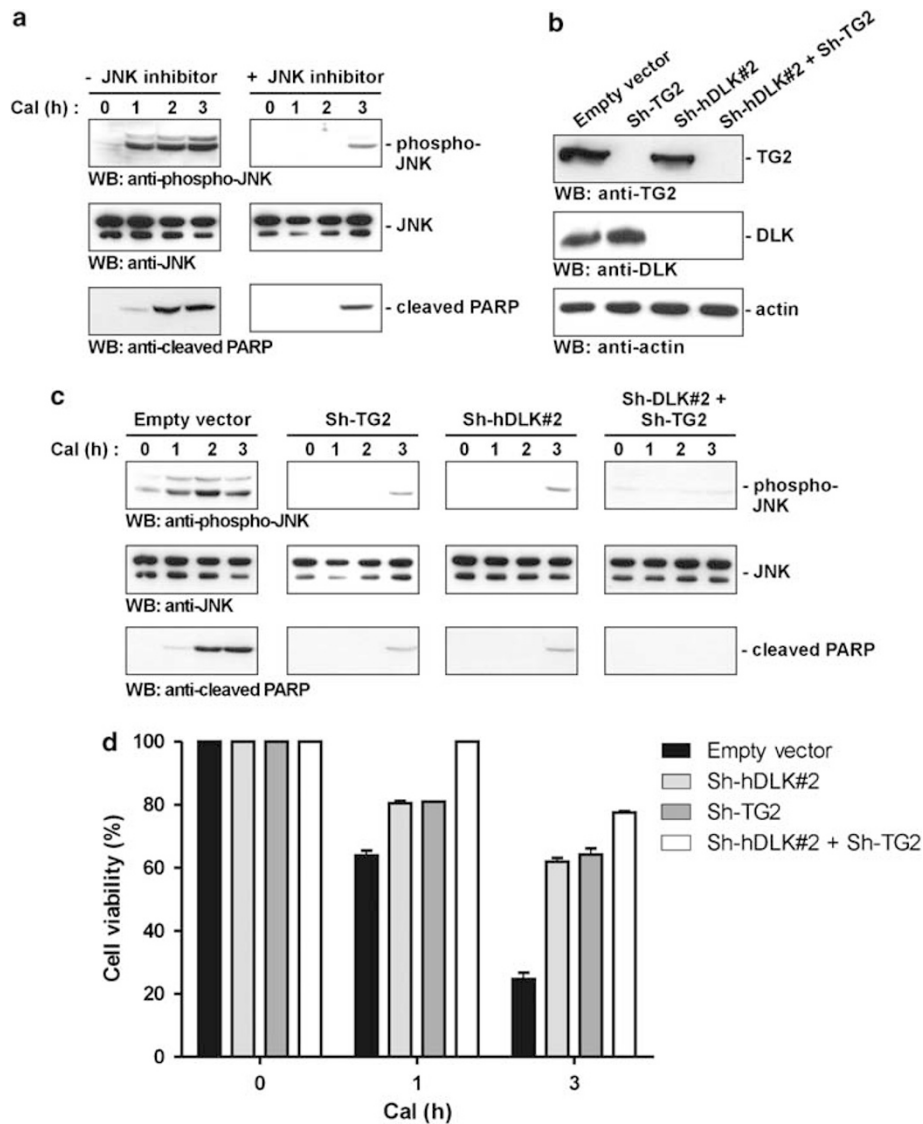 a
- JNK inhibitor + JNK inhibitor
Cal (h) : 0 1 2 3 0 1 2 3
- phospho-
JNK
WB: anti-phospho-JNK
- JNK
WB: anti-JNK
- cleaved PARP
WB: anti-cleaved PARP
b
Empty vector
Sh-TG2
Sh-hDLK#2
Sh-hDLK#2 + Sh-TG2
- TG2
WB: anti-TG2
- DLK
WB: anti-DLK
- actin
WB: anti-actin
c
Empty vector Sh-TG2 Sh-hDLK#2 Sh-DLK#2 +
Sh-TG2
Cal (h) : 0 1 2 3 0 1 2 3 0 1 2 3 0 1 2 3
- phospho-
JNK
WB: anti-phospho-JNK
- JNK
WB: anti-JNK
- cleaved PARP
WB: anti-cleaved PARP
d
Cell viability (%)
100
80
60
40
20
0
0 1 3
Cal (h)
Empty vector
Sh-hDLK#2
Sh-TG2
Sh-hDLK#2 + Sh-TG2